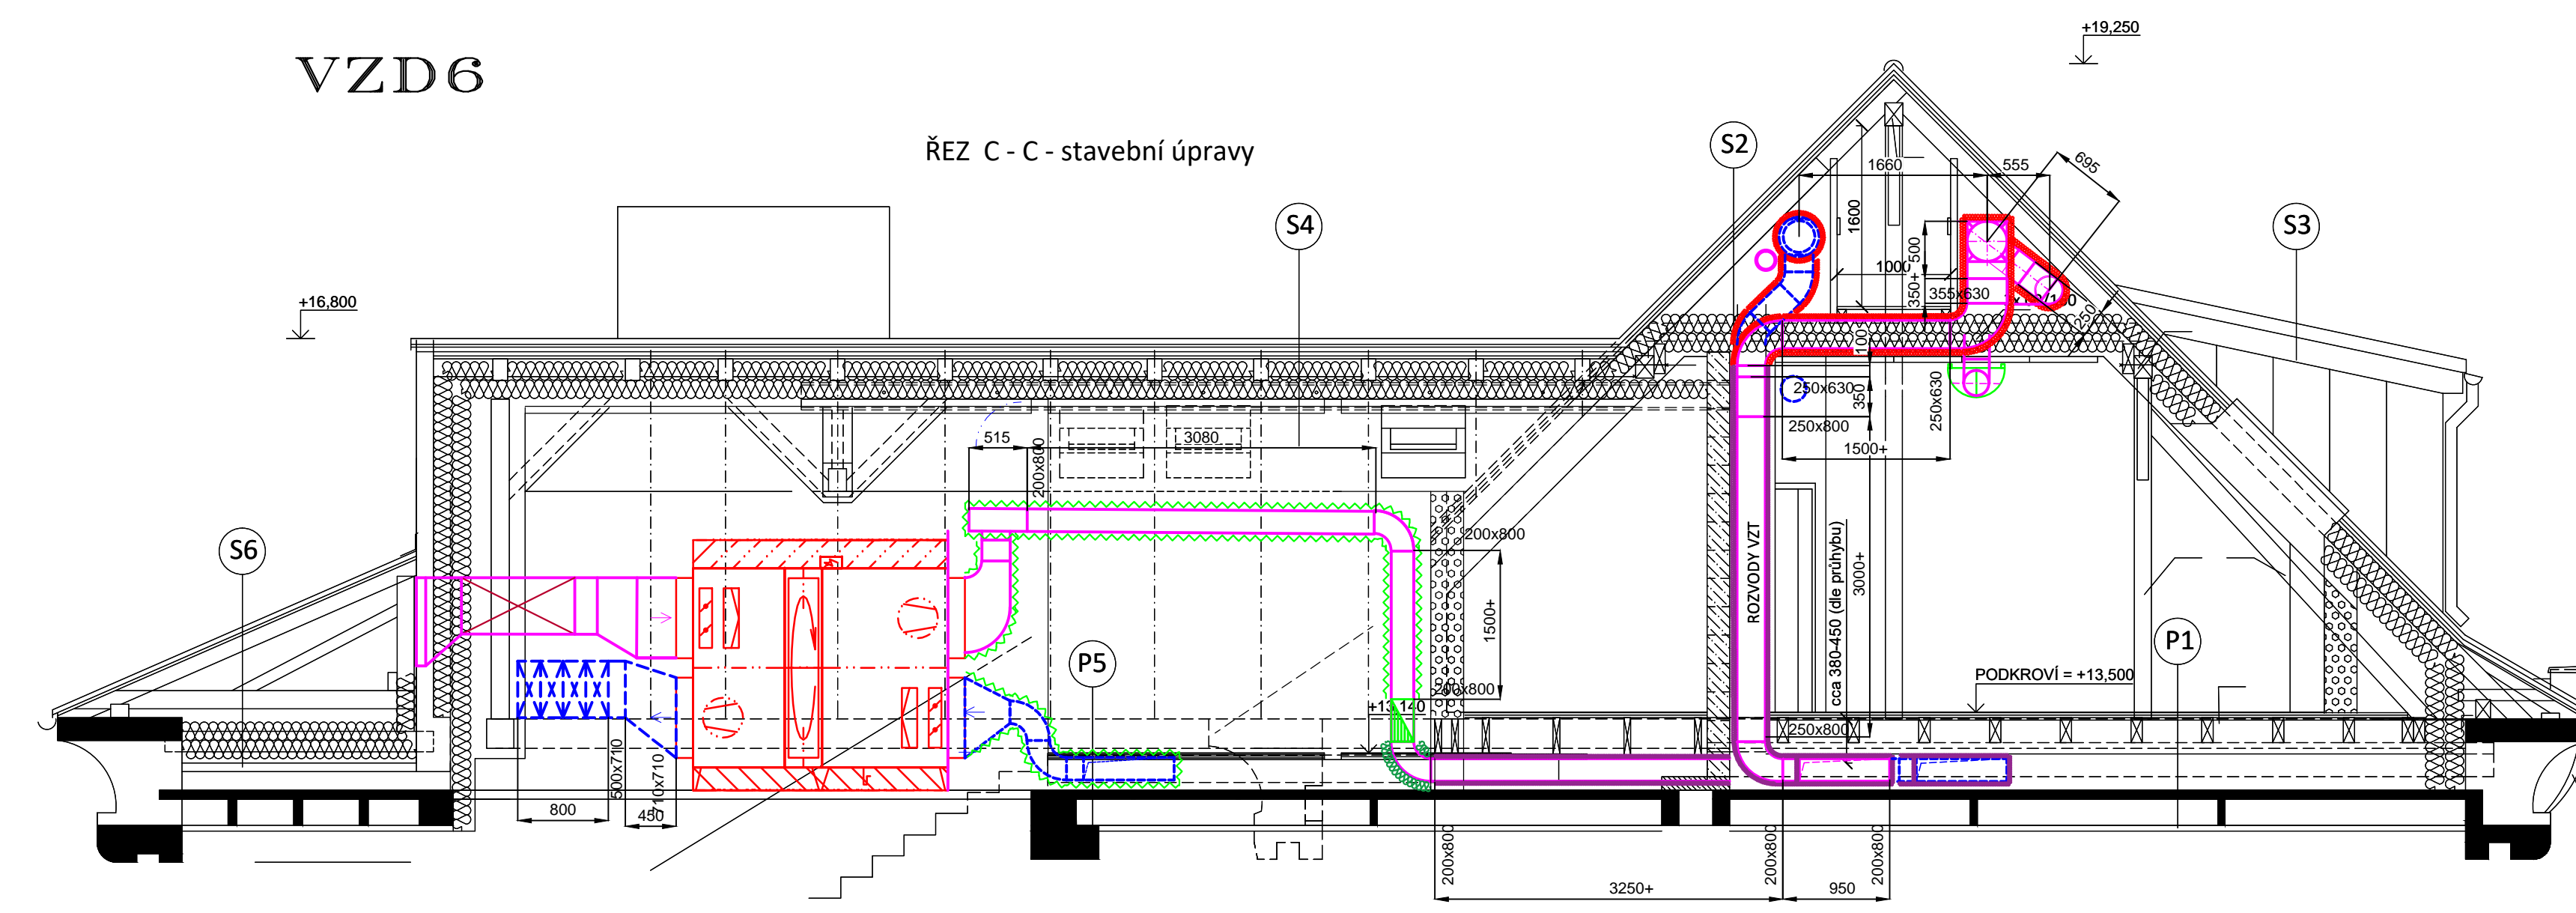 +19,250
VZD6
ŘEZ C - C - stavební úpravy
S2
1660
555
695
S4
S3
1600
+16,800
1000
500
350+
355x630
250
100
250x630
350
250x630
250x800
1500+
515
3080
200x800
200x800
S6
ROZVODY VZT
cca 380-450 (dle průhybu)
3000+
1500+
P1
P5
PODKROVÍ = +13,500
200x800
+13,140
250x800
500x710
710x710
800
450
200x800
200x800
200x800
3250+
950